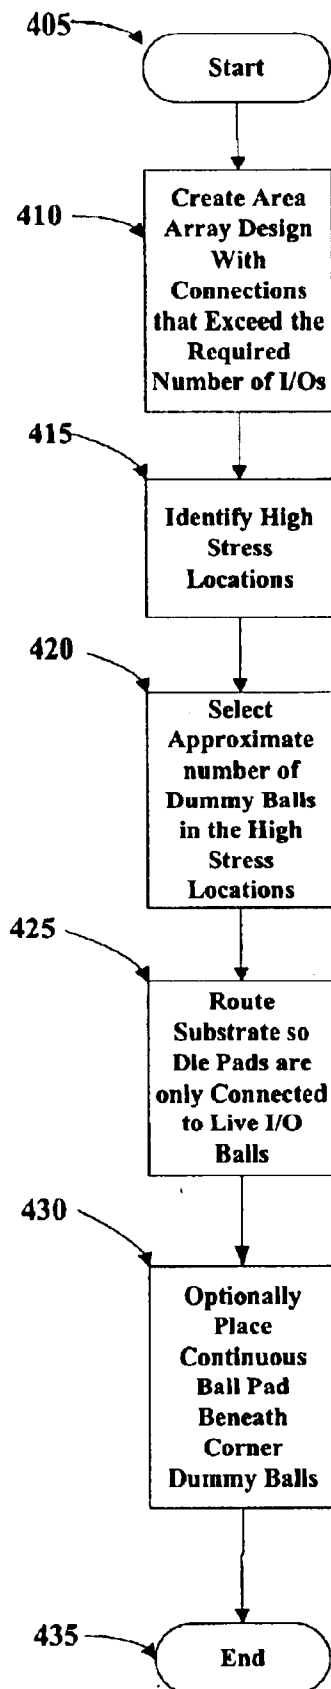 405
Start
410
Create Area
Array Design
With
Connections
that Exceed the
Required
Number of I/Os
415
Identify High
Stress
Locations
420
Select
Approximate
number of
Dummy Balls
in the High
Stress
Locations
425
Route
Substrate so
Die Pads are
only Connected
to Live I/O
Balls
430
Optionally
Place
Continuous
Ball Pad
Beneath
Corner
Dummy Balls
435
End